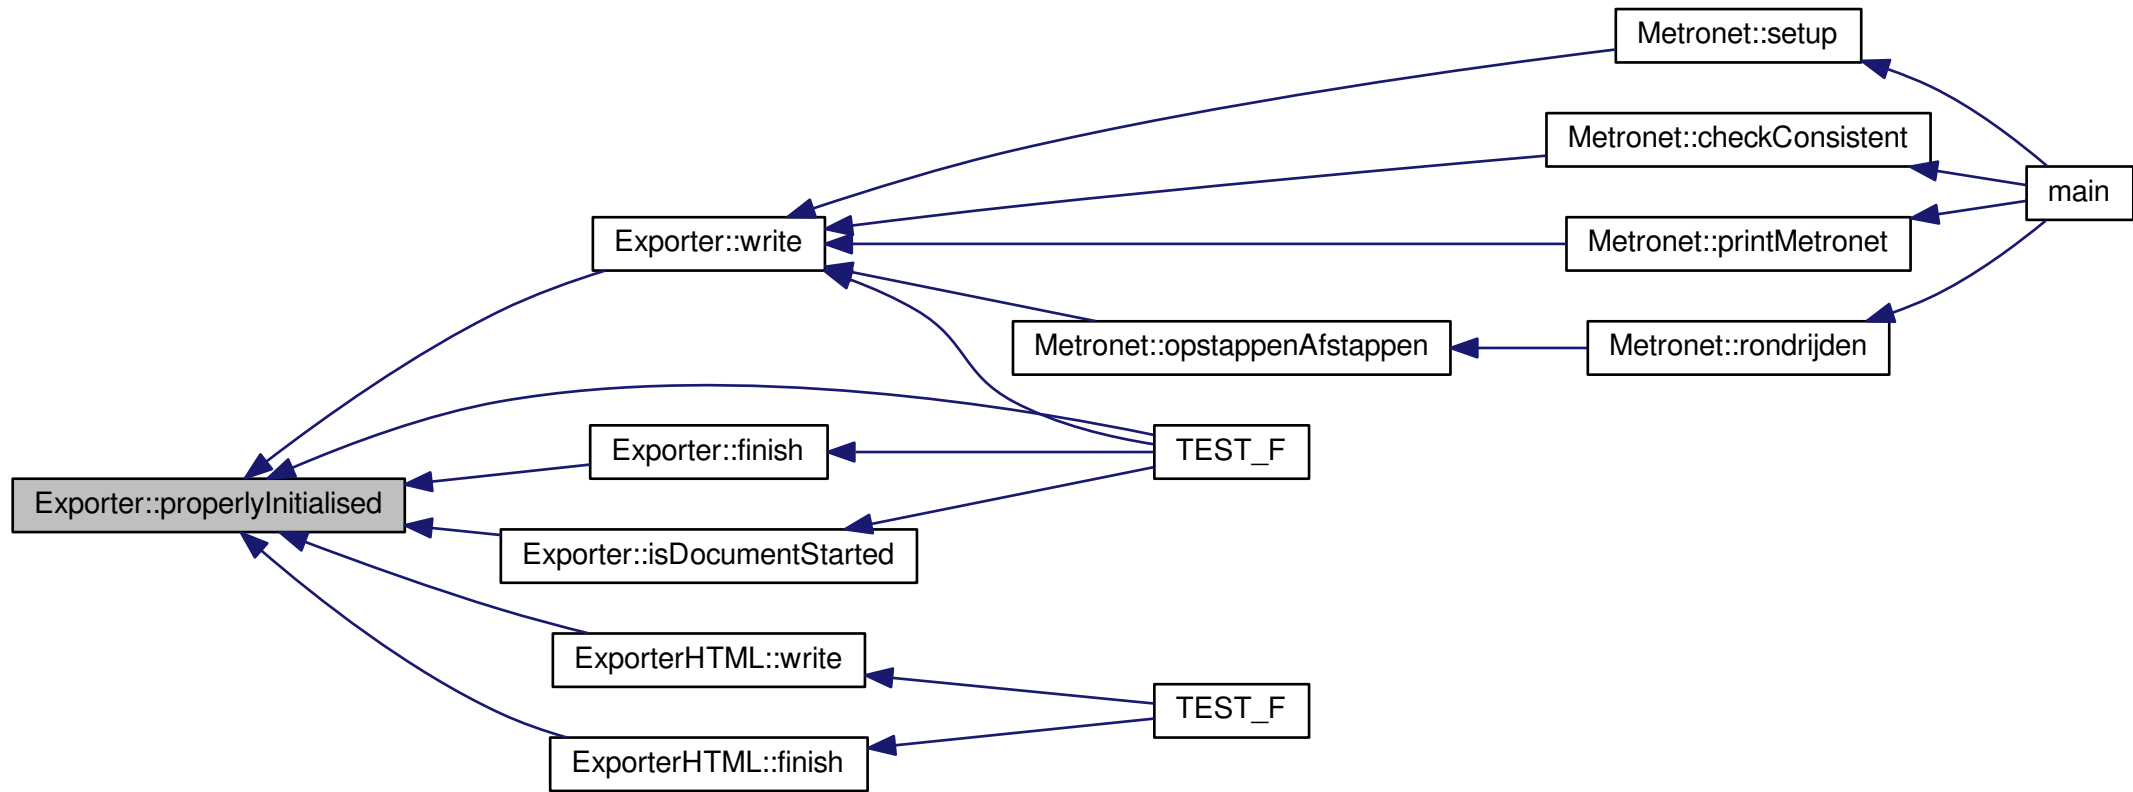 Metronet::setup
Metronet::checkConsistent
main
Exporter::write
Metronet::printMetronet
Metronet::opstappenAfstappen
Metronet::rondrijden
Exporter::finish
TEST_F
Exporter::properlyInitialised
Exporter::isDocumentStarted
ExporterHTML::write
TEST_F
ExporterHTML::finish